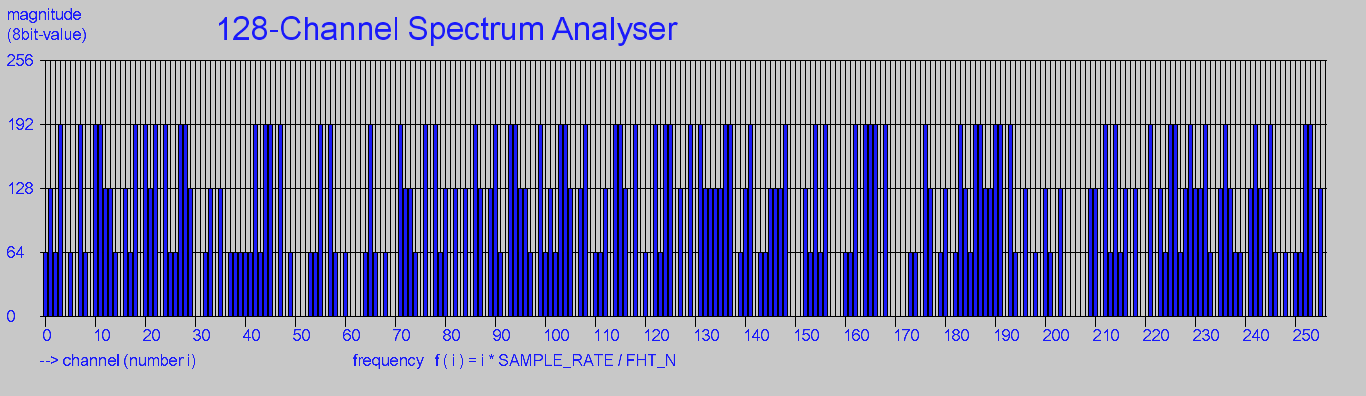 magnitude
(8bit-value)
128-Channel Spectrum Analyser
256
192
128
64
0
0 10 20 30 40 50 60 70 80 90 100 110 120 130 140 150 160 170 180 190 200 210 220 230 240 250
--> channel (number i)
frequency f ( i ) = i * SAMPLE_RATE / FHT_N